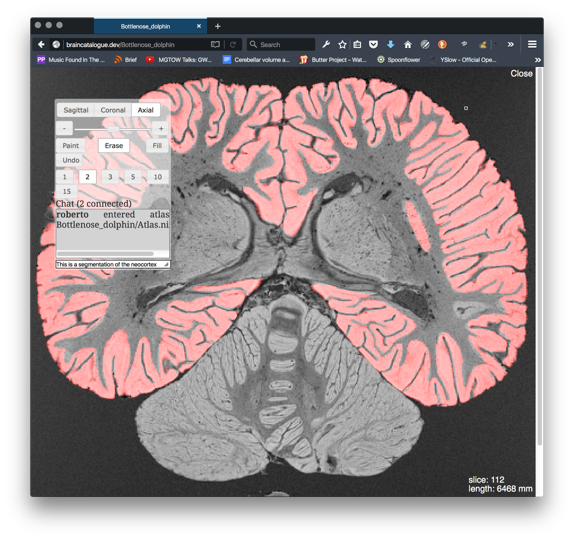 Bottlenose_dolphin
braincatalogue.dev/Bottlenose_dolphin
Search
Music Found in The ...
Brief
MGTOW Talks: GW...
Cerebellar volume a...
Butter Project – Wat...
Spoonflower
YSlow - Official Ope...
Close
Sagittal Coronal Axial
- +
Paint Erase Fill
Undo
1 2 3 5 10
15
Chat (2 connected)
roberto entered atlas
Bottlenose_dolphin/Atlas.ni
This is a segmentation of the neocortex
slice: 112
length: 6468 mm